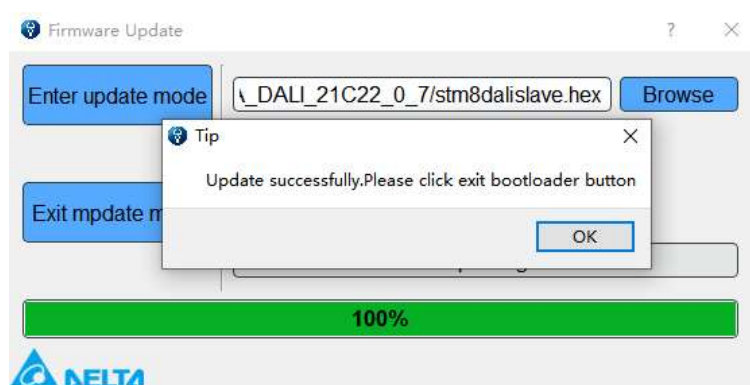 Firmware Update
Enter update mode
_DALI_21C22_0_7/stm8dalislave.hex
Browse
Tip
Update successfully.Please click exit bootloader button
Exit mpdate m
OK
100%
NELTA